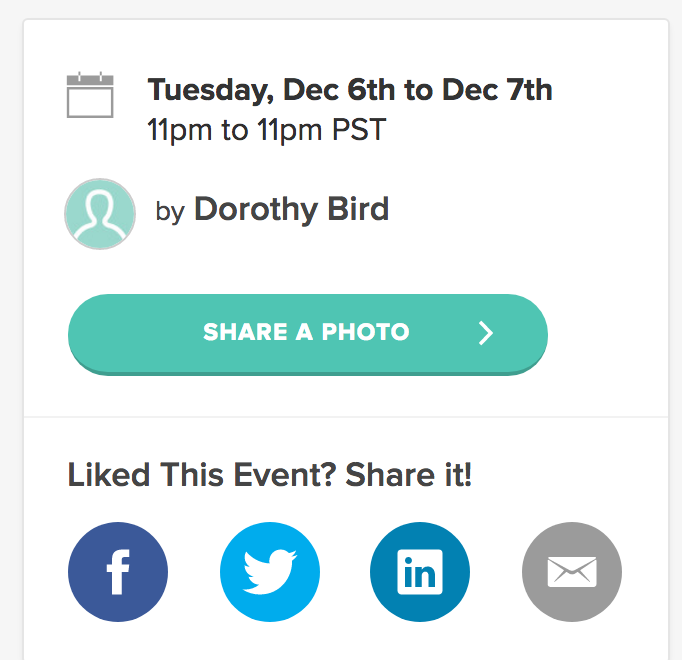 Tuesday, Dec 6th to Dec 7th
11pm to 11pm PST
by Dorothy Bird
SHARE A PHOTO
Liked This Event? Share it!
f
in